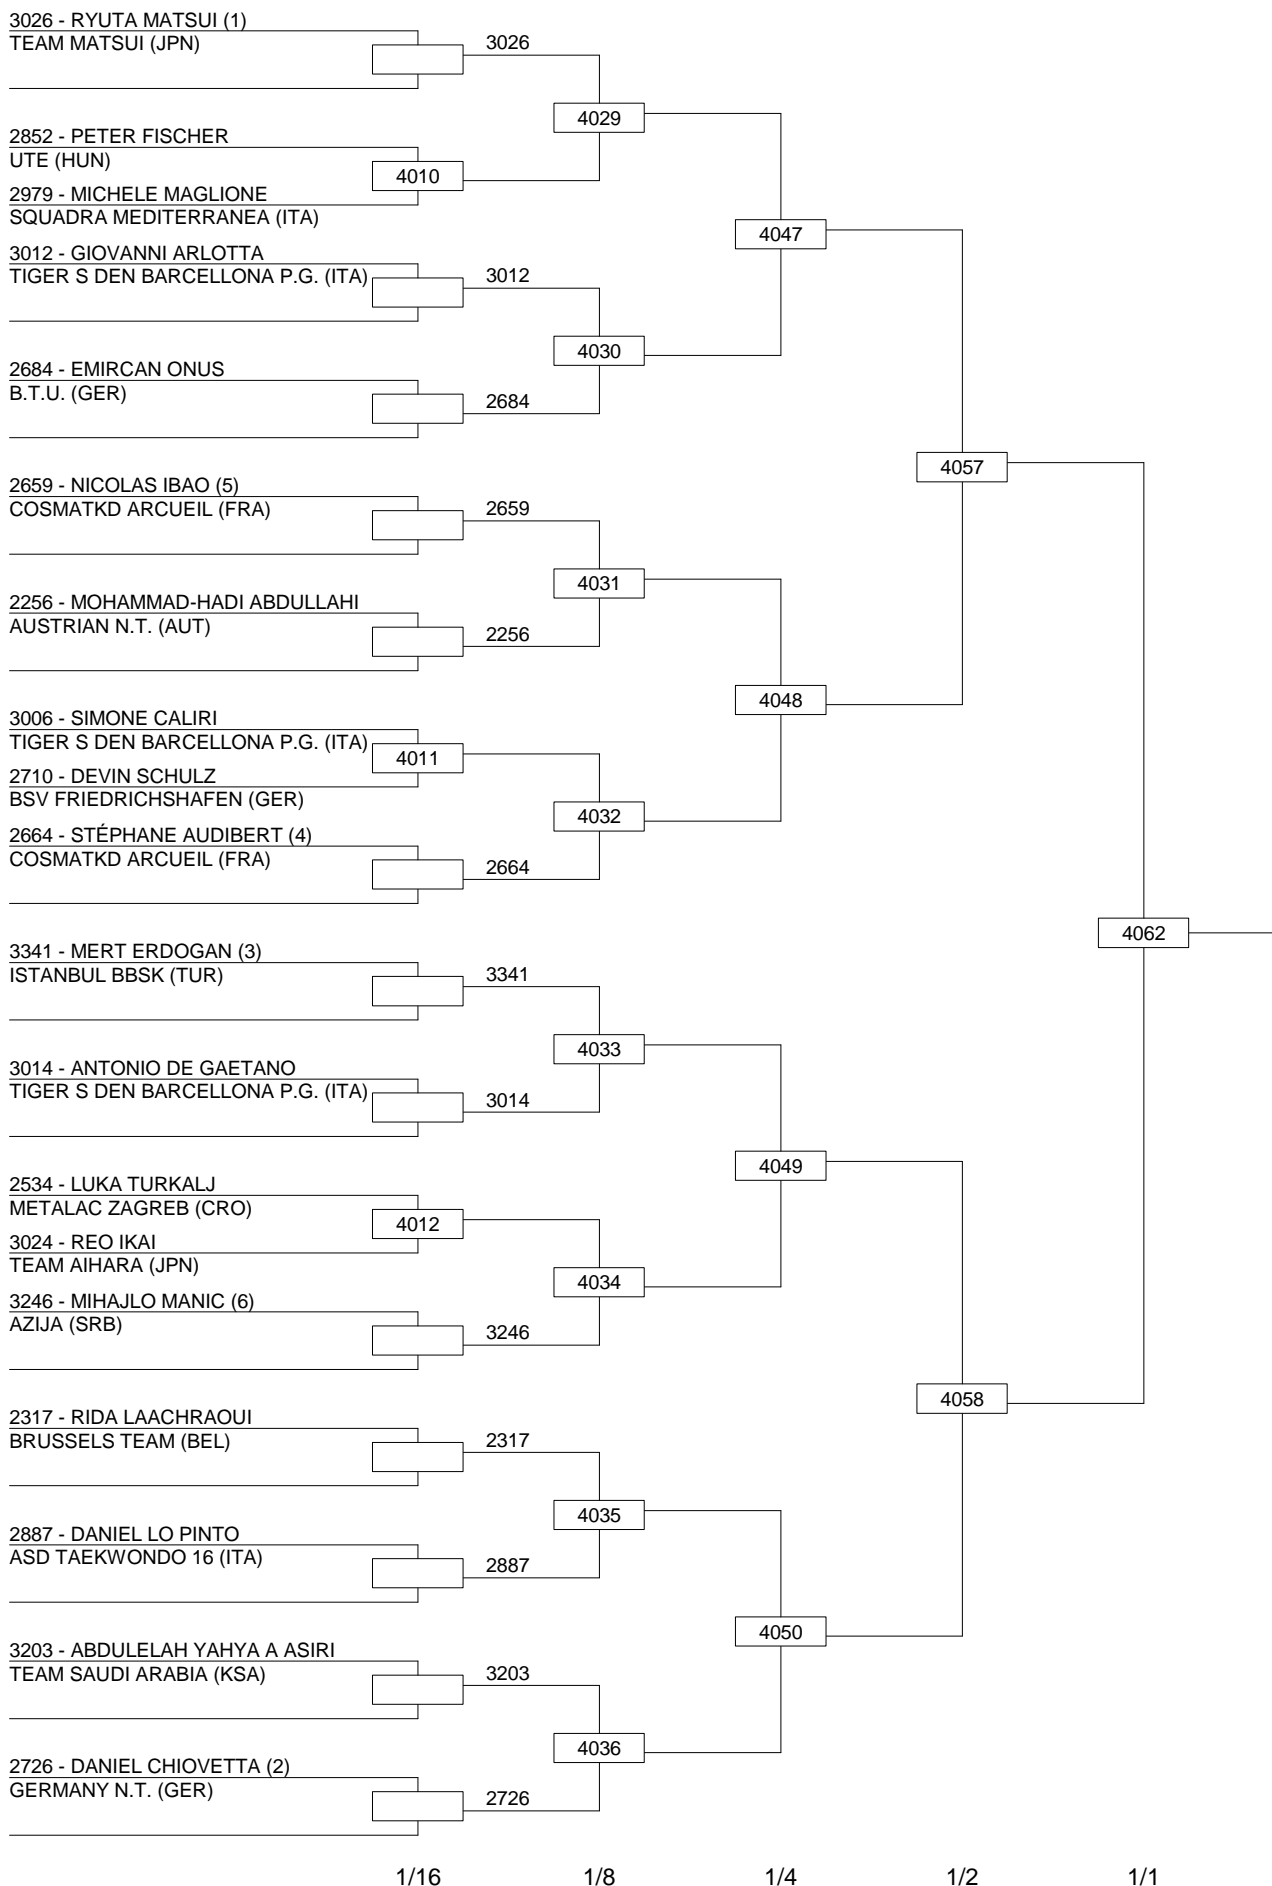 3026 - RYUTA MATSUI (1)
TEAM MATSUI (JPN)
3026
4029
2852 - PETER FISCHER
UTE (HUN)
4010
2979 - MICHELE MAGLIONE
SQUADRA MEDITERRANEA (ITA)
4047
3012 - GIOVANNI ARLOTTA
TIGER S DEN BARCELLONA P.G. (ITA)
3012
4030
2684 - EMIRCAN ONUS
B.T.U. (GER)
2684
4057
2659 - NICOLAS IBAO (5)
COSMATKD ARCUEIL (FRA)
2659
4031
2256 - MOHAMMAD-HADI ABDULLAHI
AUSTRIAN N.T. (AUT)
2256
4048
3006 - SIMONE CALIRI
TIGER S DEN BARCELLONA P.G. (ITA)
4011
2710 - DEVIN SCHULZ
BSV FRIEDRICHSHAFEN (GER)
4032
2664 - STÉPHANE AUDIBERT (4)
COSMATKD ARCUEIL (FRA)
2664
4062
3341 - MERT ERDOGAN (3)
ISTANBUL BBSK (TUR)
3341
4033
3014 - ANTONIO DE GAETANO
TIGER S DEN BARCELLONA P.G. (ITA)
3014
4049
2534 - LUKA TURKALJ
METALAC ZAGREB (CRO)
4012
3024 - REO IKAI
TEAM AIHARA (JPN)
4034
3246 - MIHAJLO MANIC (6)
AZIJA (SRB)
3246
4058
2317 - RIDA LAACHRAOUI
BRUSSELS TEAM (BEL)
2317
4035
2887 - DANIEL LO PINTO
ASD TAEKWONDO 16 (ITA)
2887
4050
3203 - ABDULELAH YAHYA A ASIRI
TEAM SAUDI ARABIA (KSA)
3203
4036
2726 - DANIEL CHIOVETTA (2)
GERMANY N.T. (GER)
2726
1/16 1/8 1/4 1/2 1/1